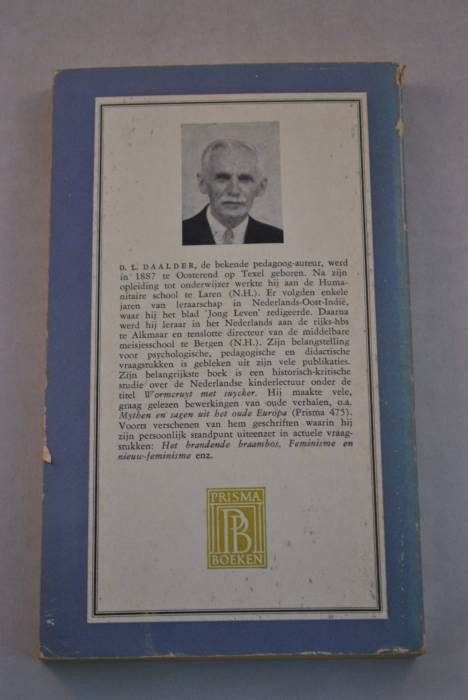 D. L. DAALDER, de bekende pedagoog-auteur, werd
in 1887 te Oosterend op Texel geboren. Na zijn
opleiding tot onderwijzer werkte hij aan de Huma-
nitaire school te Laren (N.H.). Er volgden enkele
jaren van leraarschap in Nederlands-Oost-Indië,
waar hij het blad 'Jong Leven' redigeerde. Daarna
werd hij leraar in het Nederlands aan de rijks-hbs
te Alkmaar en tenslotte directeur van de middelbare
meisjesschool te Bergen (N.H.). Zijn belangstelling
voor psychologische, pedagogische en didactische
vraagstukken is gebleken uit zijn vele publikaties.
Zijn belangrijkste boek is een historisch-kritische
studie over de Nederlandse kinderlectuur onder de
titel Wormcruyt met suycker. Hij maakte vele,
graag gelezen bewerkingen van oude verhalen, o.a.
Mythen en sagen uit het oude Europa (Prisma 475).
Voorts verschenen van hem geschriften waarin hij
zijn persoonlijk standpunt uiteenzet in actuele vraag-
stukken: Het brandende braambos, Feminisme en
nieuw-feminisme enz.
PRISMA
PB
BOEKEN